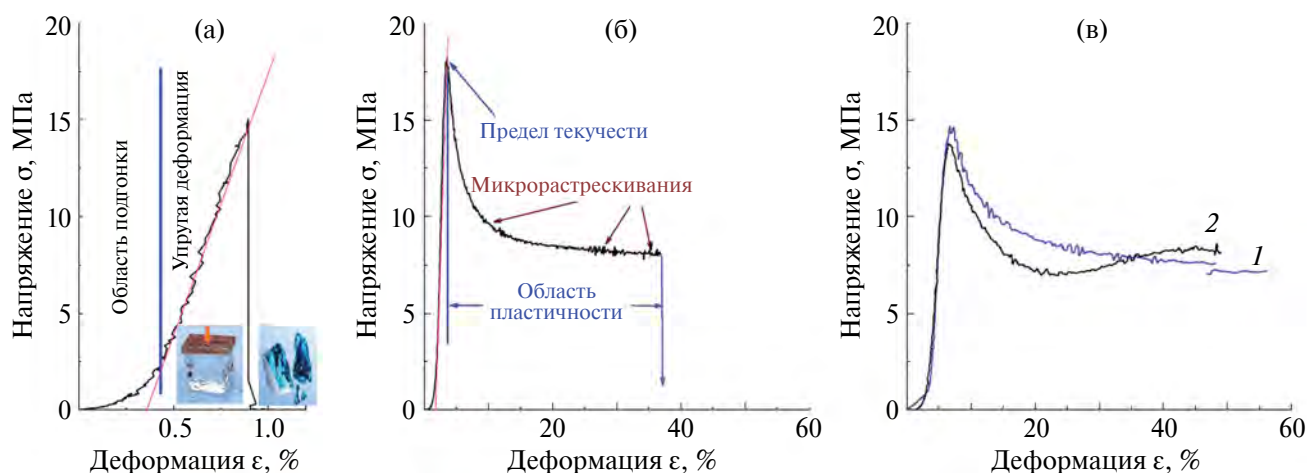 (а)
Напряжение σ, МПа
20
15
10
5
0
Область подгонки
Упругая деформация
0.5
1.0
Деформация ε, %
(б)
Напряжение σ, МПа
20
15
10
5
0
Предел текучести
Микрорастрескивания
Область
пластичности
20
40
60
Деформация ε, %
(в)
Напряжение σ, МПа
20
15
10
5
0
2
1
20
40
60
Деформация ε, %